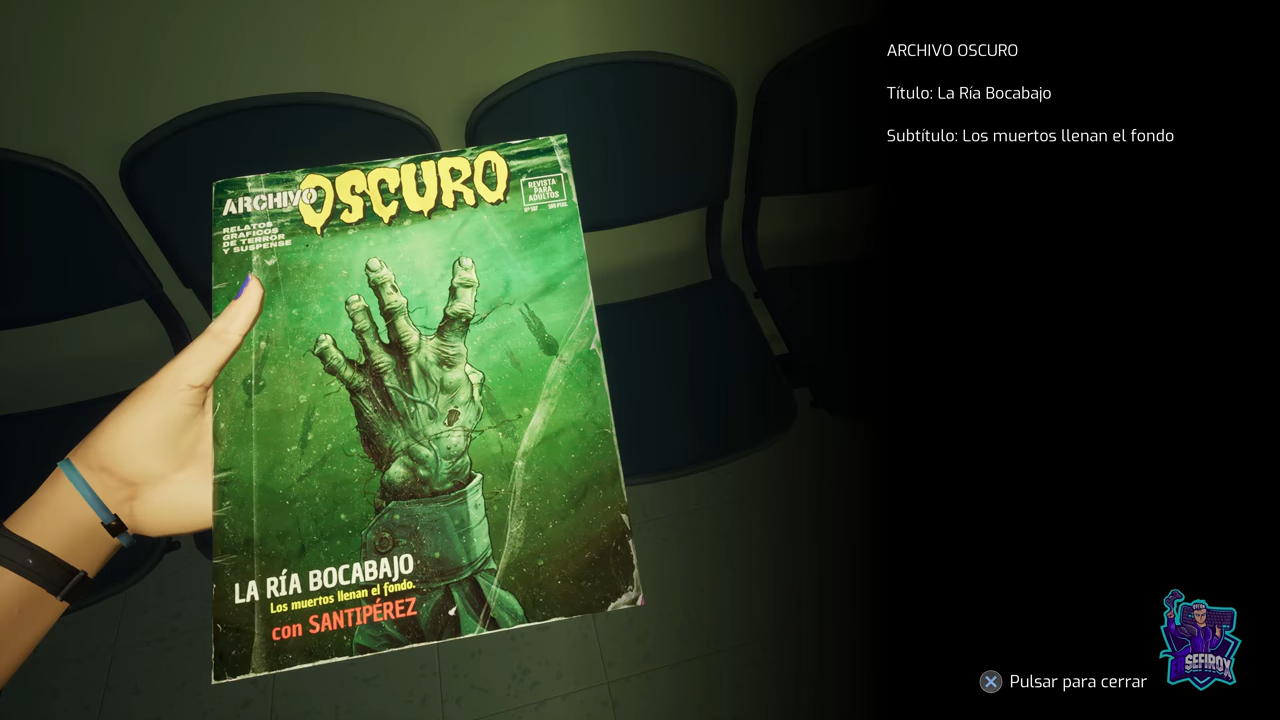 ARCHIVO OSCURO
RELATOS
GRAFICOS
DE TERROR
Y SUSPENSE
REVISTA
PARA
ADULTOS
LA RÍA BOCABAJO
Los muertos llenan el fondo.
con SANTIPÉREZ
ARCHIVO OSCURO
Título: La Ría Bocabajo
Subtítulo: Los muertos llenan el fondo
Pulsar para cerrar
SEFIROX